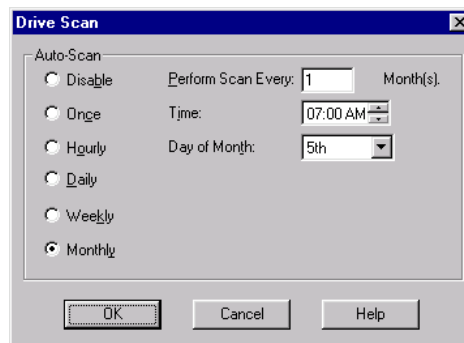 Drive Scan
Auto-Scan
Disable
Perform Scan Every: 1 Month(s).
Once
Time: 07:00 AM
Hourly
Day of Month: 5th
Daily
Weekly
Monthly
OK Cancel Help